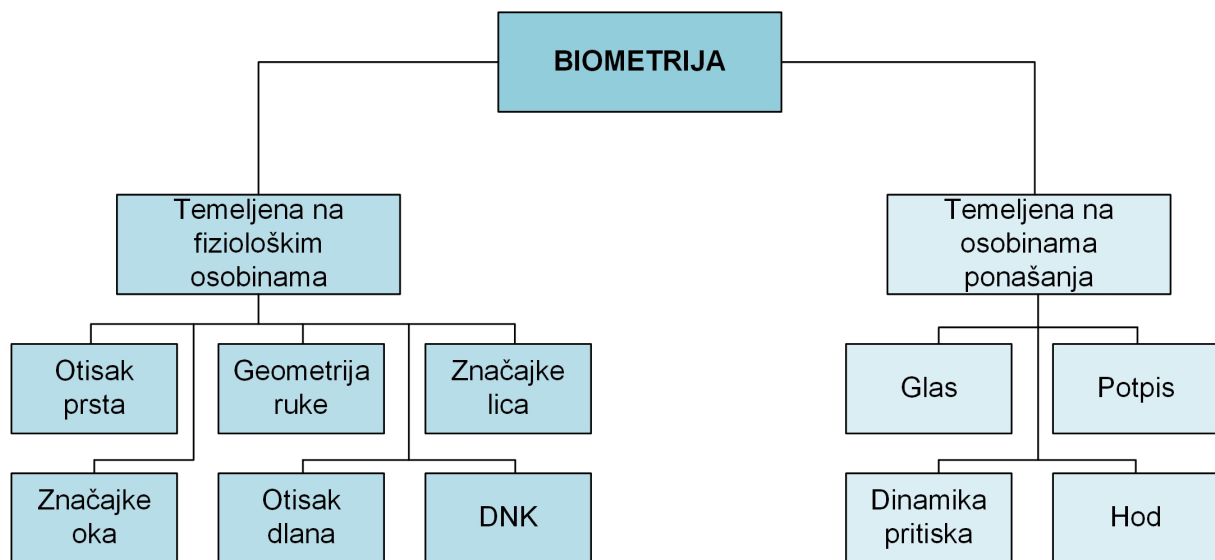 BIOMETRIJA
Temeljena na
fiziološkim
osobinama
Temeljena na
osobinama
ponašanja
Otisak
prsta
Geometrija
ruke
Značajke
lica
Glas
Potpis
Značajke
oka
Otisak
dlana
DNK
Dinamika
pritiska
Hod